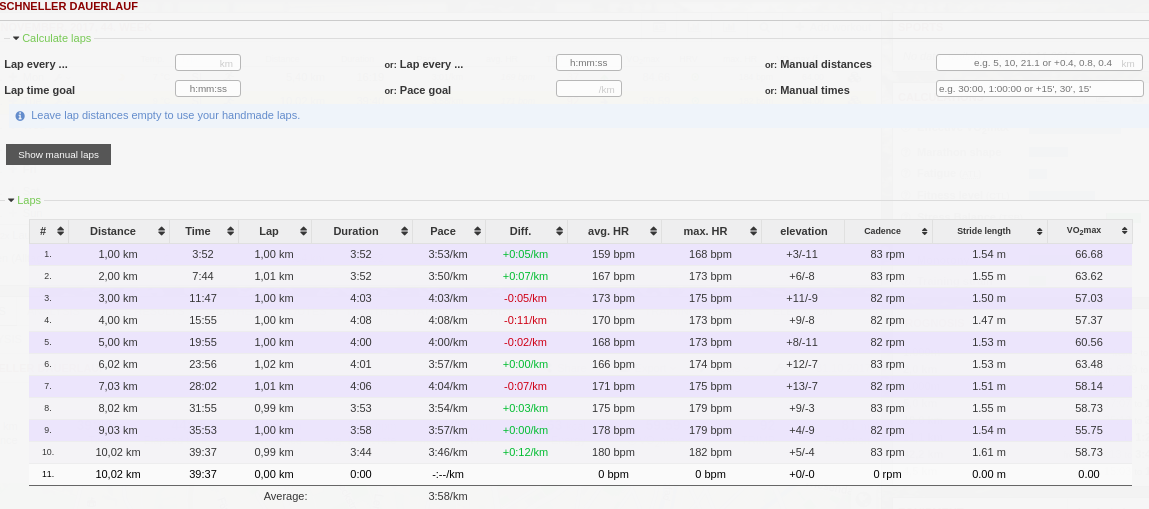 SCHNELLER DAUERLAUF
Calculate laps
Lap every ... km or: Lap every ... h:mm:ss or: Manual distances e.g. 5, 10, 21.1 or +0.4, 0.8, 0.4 km
Lap time goal h:mm:ss or: Pace goal /km or: Manual times e.g. 30:00, 1:00:00 or +15', 30', 15'
Leave lap distances empty to use your handmade laps.
Show manual laps
Laps
# Distance Time Lap Duration Pace Diff. avg. HR max. HR elevation Cadence Stride length VO2max
1. 1,00 km 3:52 1,00 km 3:52 3:53/km +0:05/km 159 bpm 168 bpm +3/-11 83 rpm 1.54 m 66.68
2. 2,00 km 7:44 1,01 km 3:52 3:50/km +0:07/km 167 bpm 173 bpm +6/-8 83 rpm 1.55 m 63.62
3. 3,00 km 11:47 1,00 km 4:03 4:03/km -0:05/km 173 bpm 175 bpm +11/-9 82 rpm 1.50 m 57.03
4. 4,00 km 15:55 1,00 km 4:08 4:08/km -0:11/km 170 bpm 173 bpm +9/-8 82 rpm 1.47 m 57.37
5. 5,00 km 19:55 1,00 km 4:00 4:00/km -0:02/km 168 bpm 173 bpm +8/-11 82 rpm 1.53 m 60.56
6. 6,02 km 23:56 1,02 km 4:01 3:57/km +0:00/km 166 bpm 174 bpm +12/-7 83 rpm 1.53 m 63.48
7. 7,03 km 28:02 1,01 km 4:06 4:04/km -0:07/km 171 bpm 175 bpm +13/-7 82 rpm 1.51 m 58.14
8. 8,02 km 31:55 0,99 km 3:53 3:54/km +0:03/km 175 bpm 179 bpm +9/-3 83 rpm 1.55 m 58.73
9. 9,03 km 35:53 1,00 km 3:58 3:57/km +0:00/km 178 bpm 179 bpm +4/-9 82 rpm 1.54 m 55.75
10. 10,02 km 39:37 0,99 km 3:44 3:46/km +0:12/km 180 bpm 182 bpm +5/-4 83 rpm 1.61 m 58.73
11. 10,02 km 39:37 0,00 km 0:00 -:--/km 0 bpm 0 bpm +0/-0 0 rpm 0.00 m 0.00
Average: 3:58/km